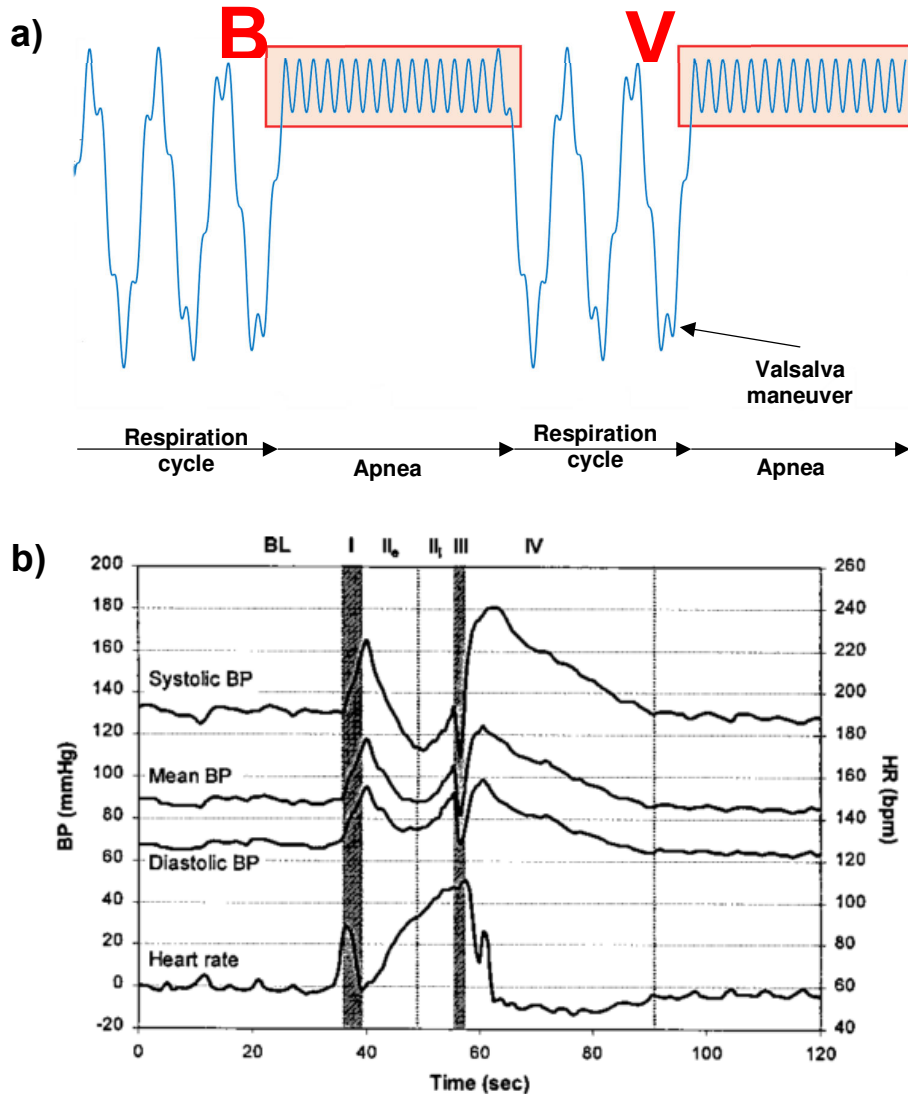 a)
B
V
Valsalva
maneuver
Respiration
cycle
Apnea
Respiration
cycle
Apnea
b)
BL I IIe IIi III IV
200
180
160
140
120
100
80
60
40
20
0
-20
BP (mmHg)
Systolic BP
Mean BP
Diastolic BP
Heart rate
260
240
220
200
180
160
140
120
100
80
60
40
HR (bpm)
0 20 40 60 80 100 120
Time (sec)